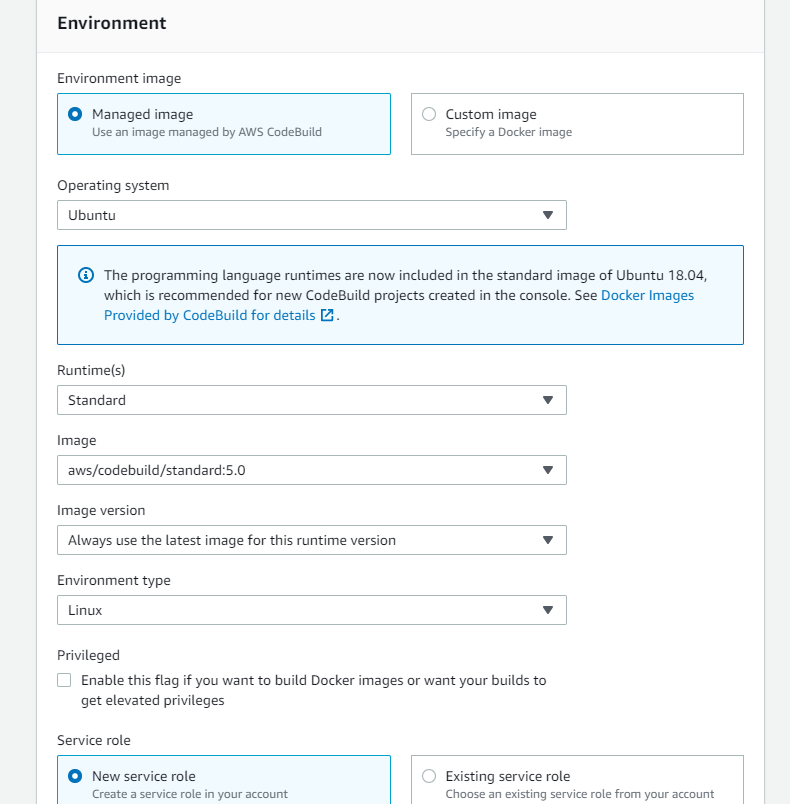 Environment
Environment image
Managed image
Use an image managed by AWS CodeBuild
Custom image
Specify a Docker image
Operating system
Ubuntu
The programming language runtimes are now included in the standard image of Ubuntu 18.04,
which is recommended for new CodeBuild projects created in the console. See Docker Images
Provided by CodeBuild for details .
Runtime(s)
Standard
Image
aws/codebuild/standard:5.0
Image version
Always use the latest image for this runtime version
Environment type
Linux
Privileged
Enable this flag if you want to build Docker images or want your builds to
get elevated privileges
Service role
New service role
Create a service role in your account
Existing service role
Choose an existing service role from your account